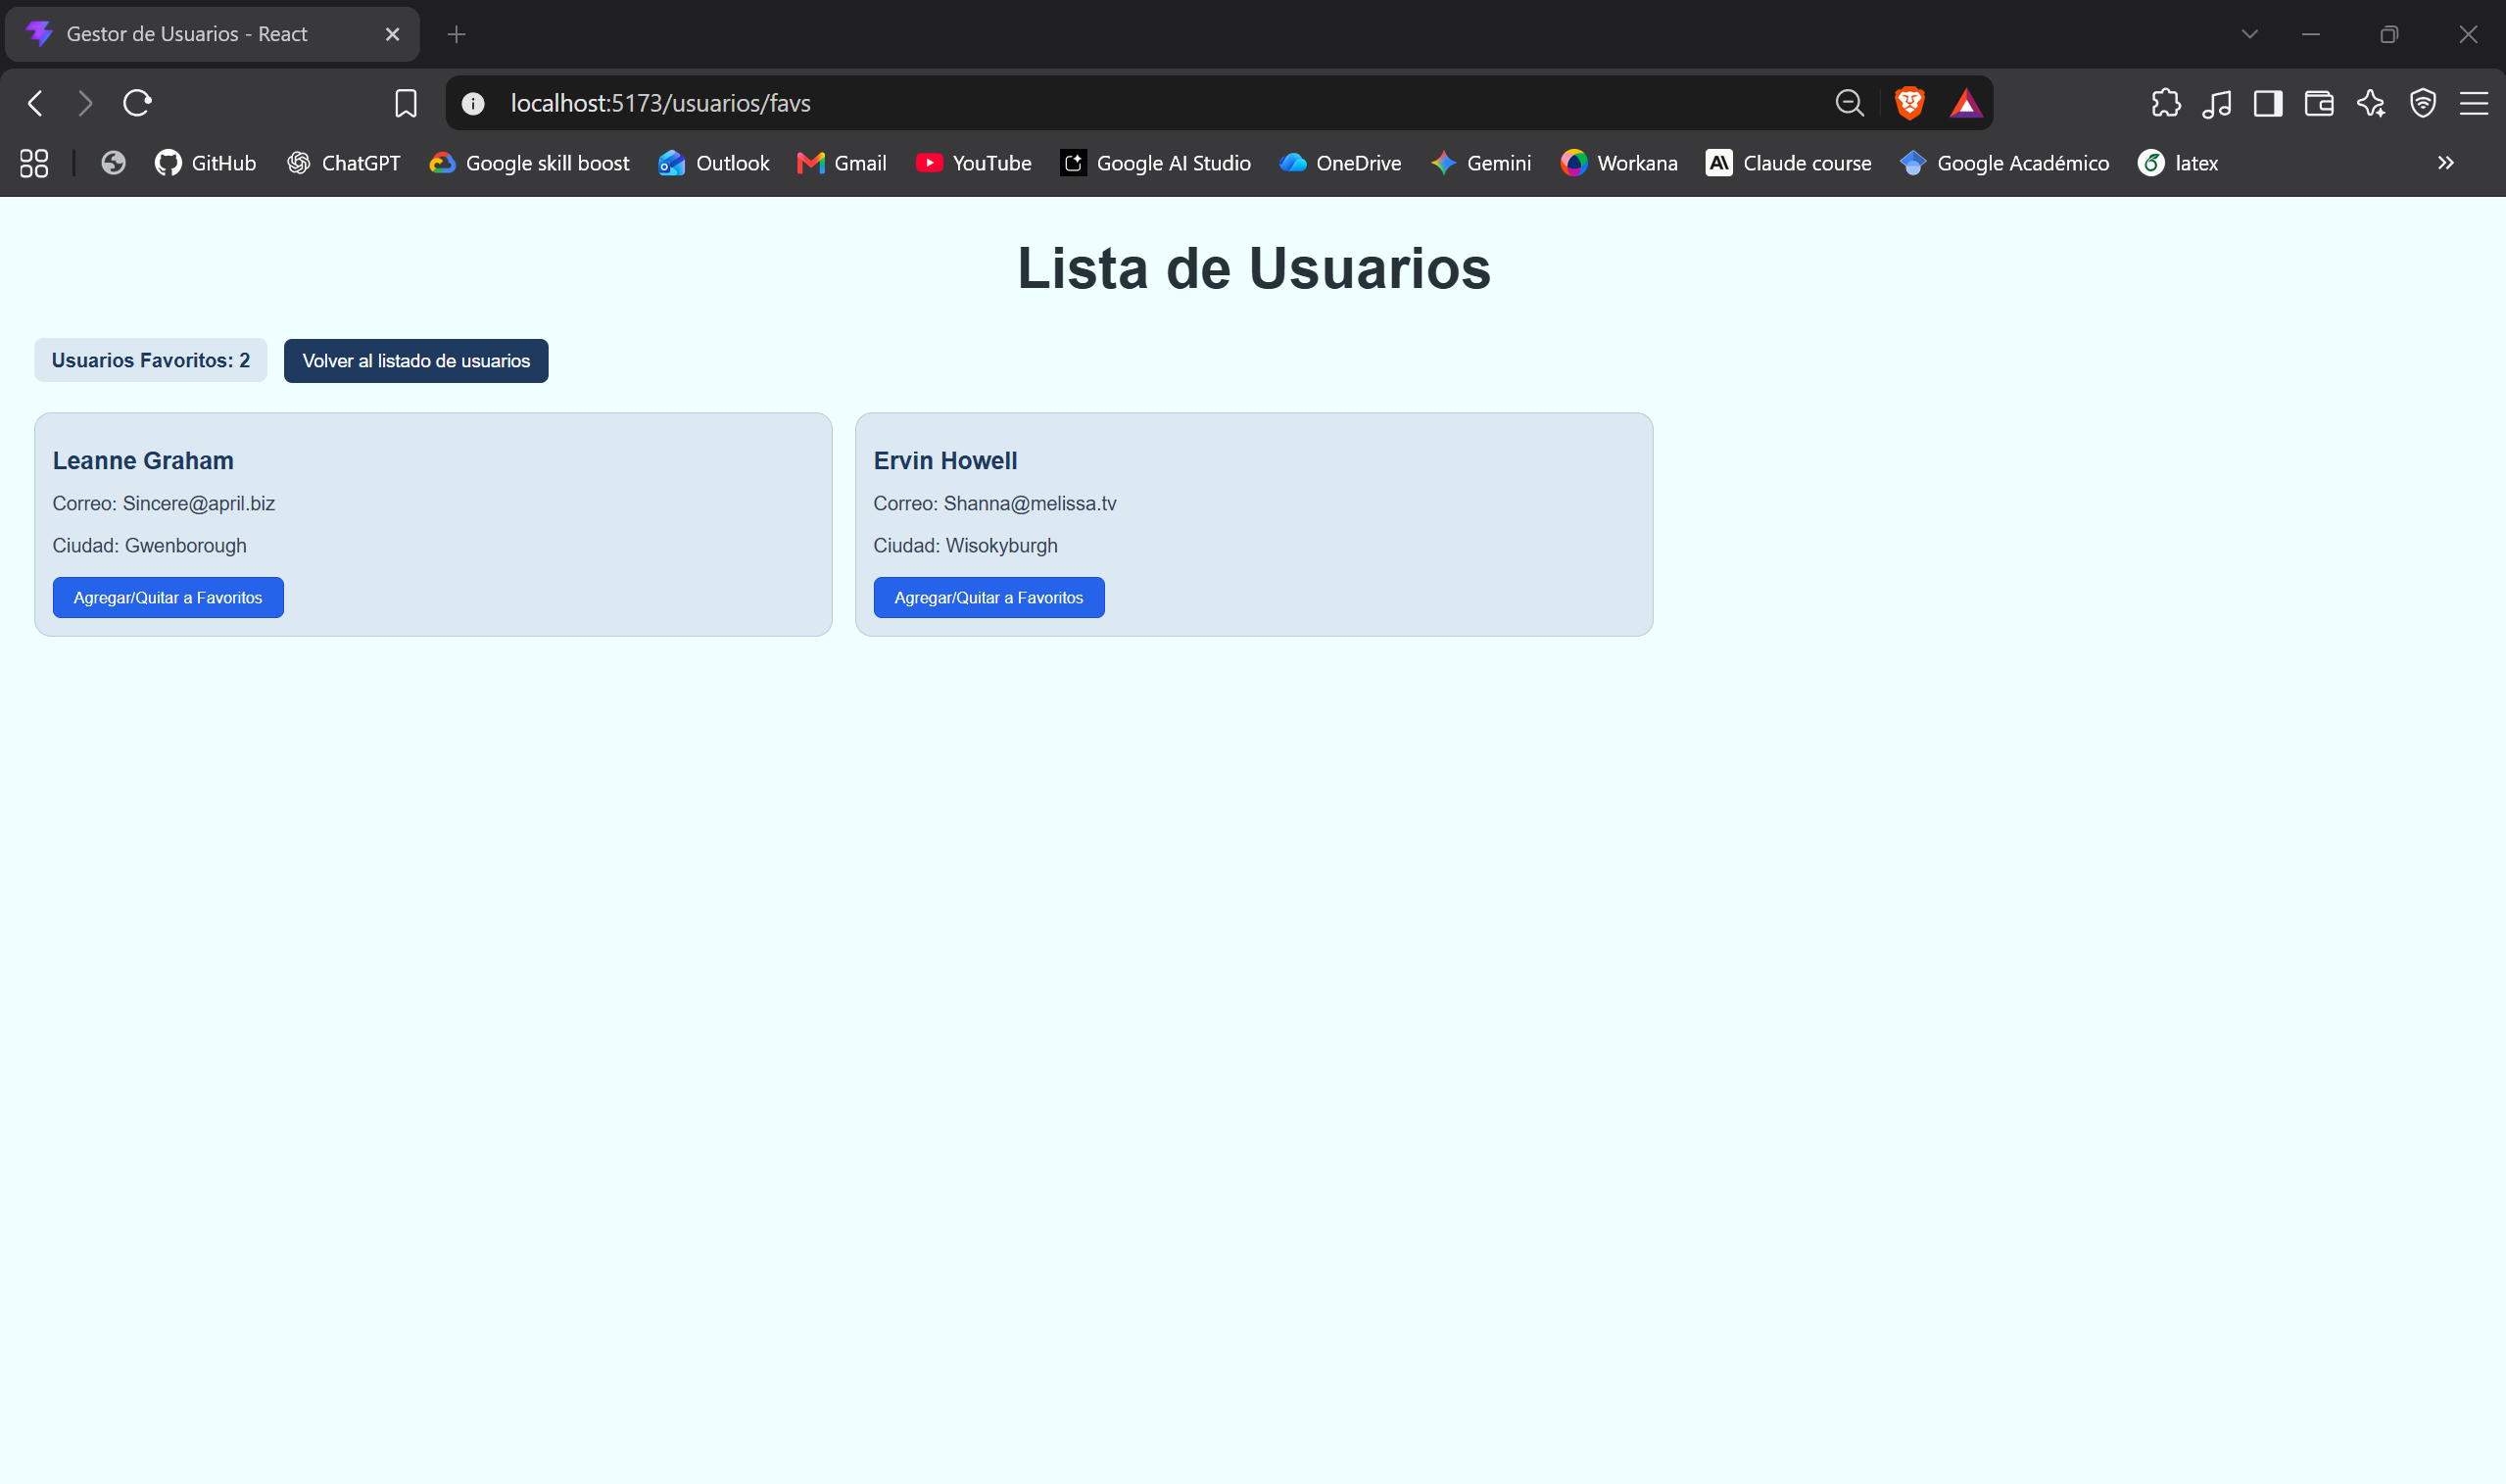 Gestor de Usuarios - React
localhost:5173/usuarios/favs
GitHub ChatGPT Google skill boost Outlook Gmail YouTube Google AI Studio OneDrive Gemini Workana Claude course Google Académico latex
Lista de Usuarios
Usuarios Favoritos: 2 Volver al listado de usuarios
Leanne Graham
Correo: Sincere@april.biz
Ciudad: Gwenborough
Agregar/Quitar a Favoritos
Ervin Howell
Correo: Shanna@melissa.tv
Ciudad: Wisokyburgh
Agregar/Quitar a Favoritos